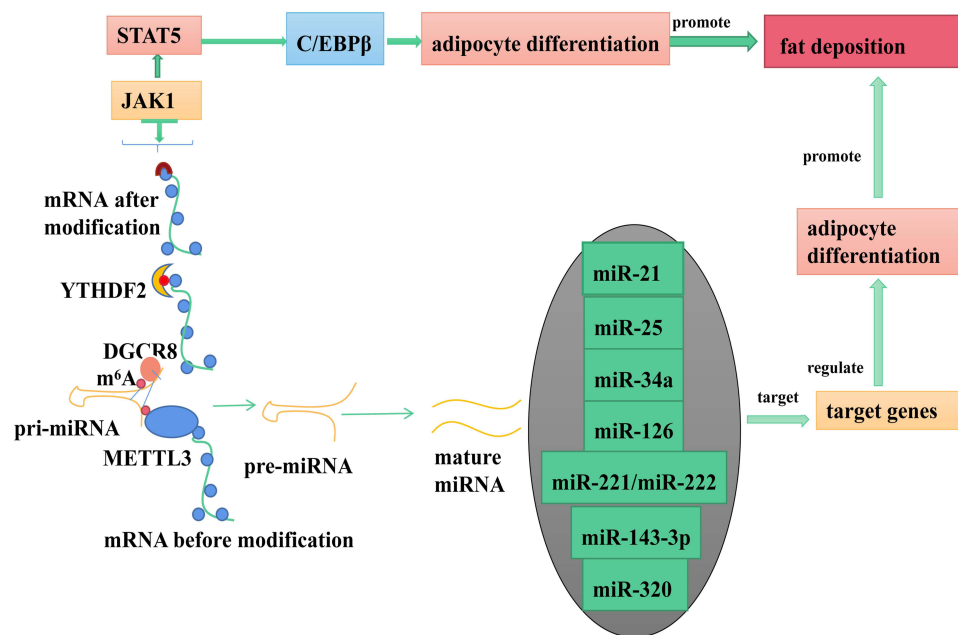 STAT5
C/EBPβ
adipocyte differentiation
promote
fat deposition
JAK1
promote
mRNA after
modification
adipocyte
differentiation
YTHDF2
miR-21
miR-25
DGCR8
m⁶A
miR-34a
regulate
pri-miRNA
miR-126
target
target genes
METTL3
pre-miRNA
mature
miRNA
miR-221/miR-222
mRNA before modification
miR-143-3p
miR-320